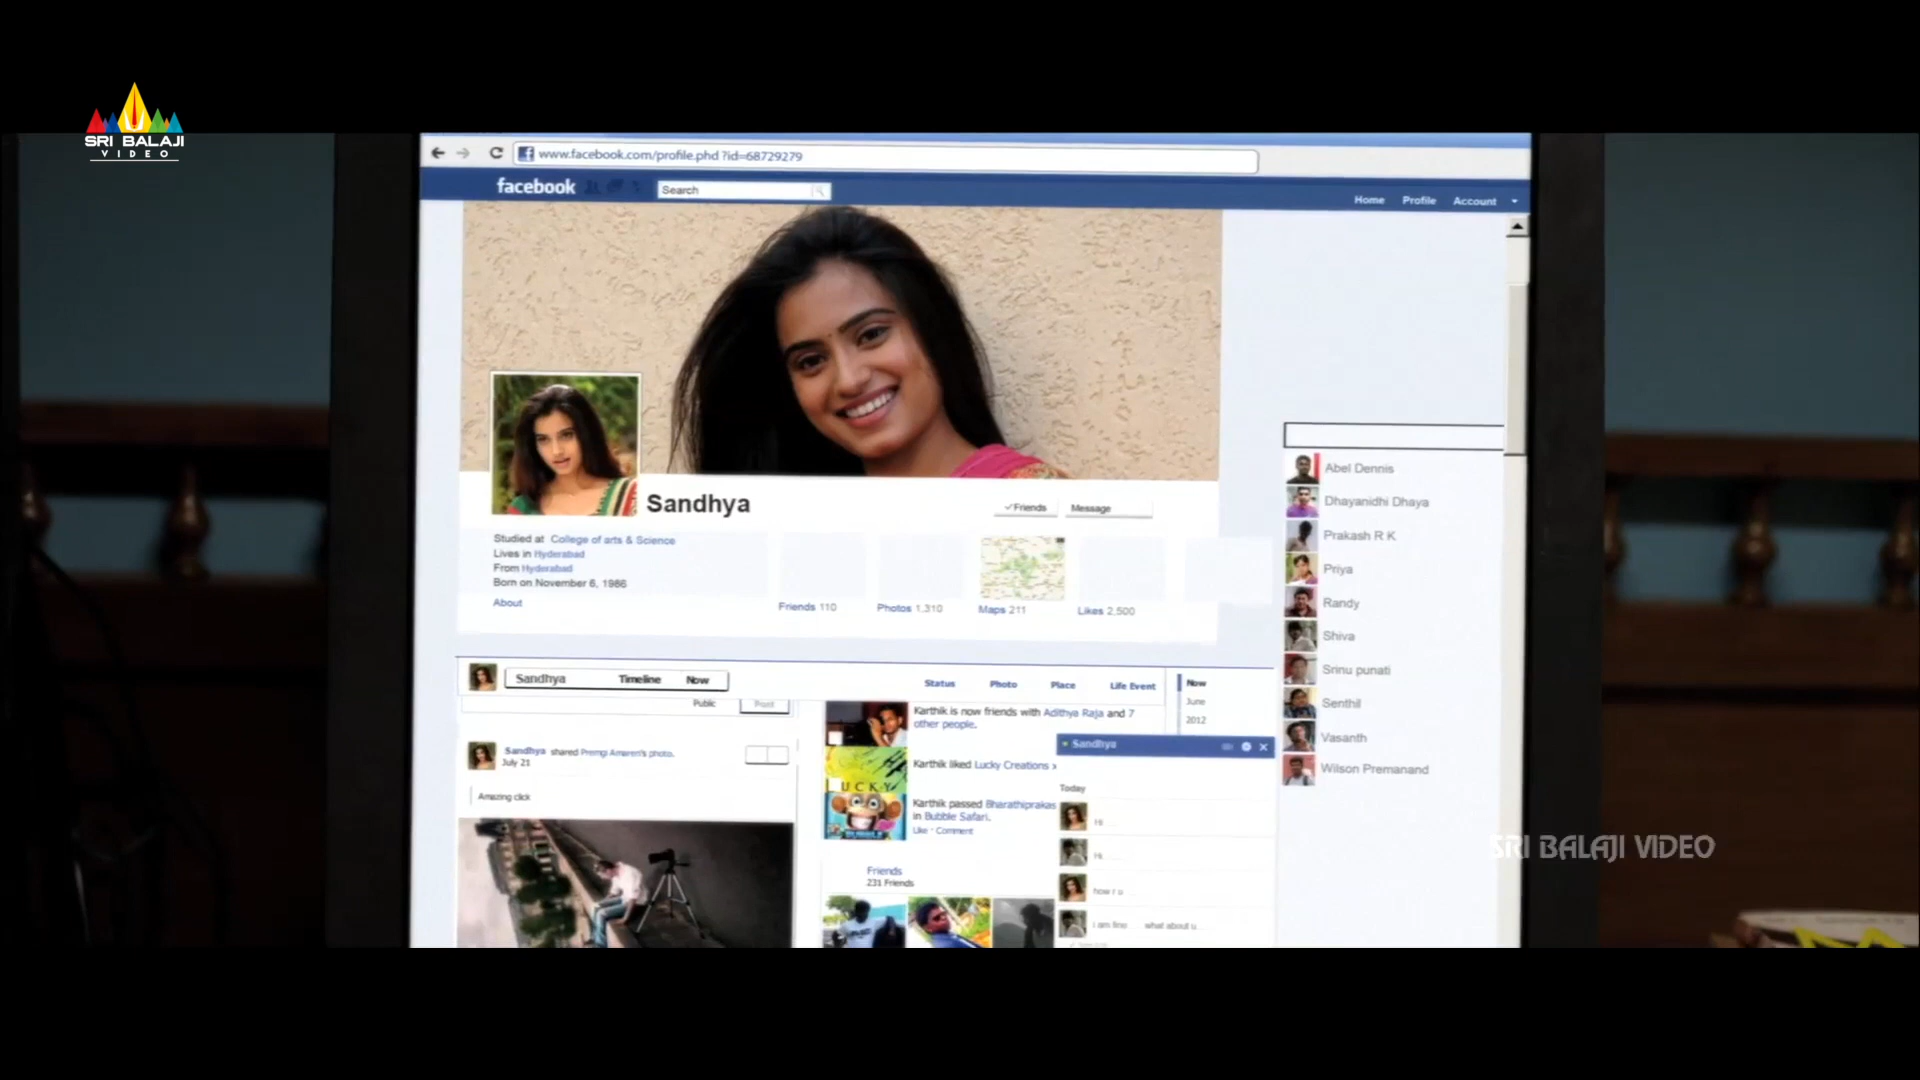 SRI BALAJI
VIDEO
www.facebook.com/profile.phd ?id=68729279
facebook
Search
Home Profile Account
Sandhya
✓Friends
Message
Studied at College of arts & Science
Lives in Hyderabad
From Hyderabad
Born on November 6, 1986
About
Friends 110
Photos 1,310
Maps 211
Likes 2,500
Abel Dennis
Dhayanidhi Dhaya
Prakash R K
Priya
Randy
Shiva
Srinu punati
Senthil
Vasanth
Wilson Premanand
Sandhya Timeline Now
Status Photo Place Life Event
Now
June
2012
Public
Post
Sandhya shared Premgi Amaren's photo.
July 21
Amazing click
Karthik is now friends with Adithya Raja and 7
other people.
Karthik liked Lucky Creations
LUCKY
Karthik passed Bharathiprakas
in Bubble Safari.
Like · Comment
Friends
231 Friends
Sandhya
Today
Hi
Hi
how r u
i am fine ... what about u...
SRI BALAJI VIDEO